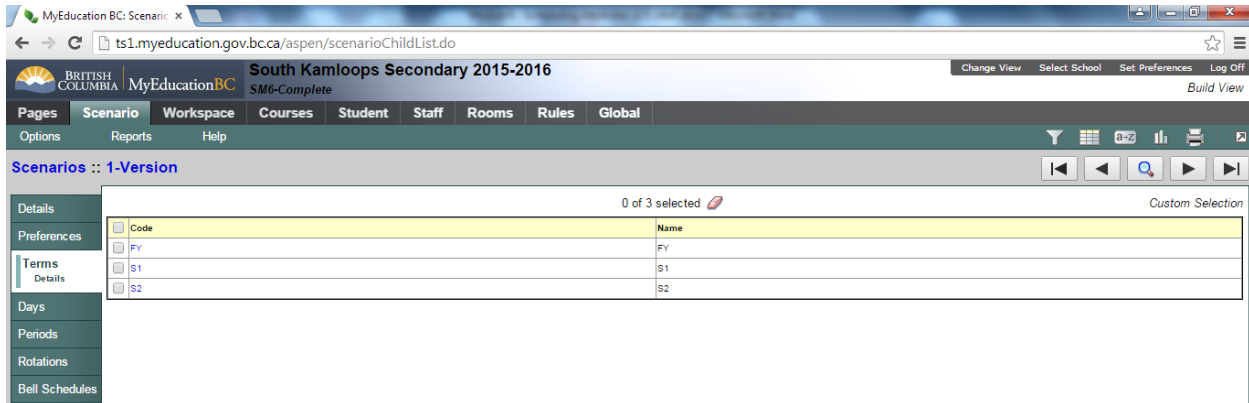 MyEducation BC: Scenaric ×
ts1.myeducation.gov.bc.ca/aspen/scenarioChildList.do
BRITISH COLUMBIA MyEducationBC
South Kamloops Secondary 2015-2016
SM6-Complete
Change View Select School Set Preferences Log Off
Build View
Pages Scenario Workspace Courses Student Staff Rooms Rules Global
Options Reports Help
a-z
Scenarios :: 1-Version
Details
Preferences
Terms
Details
Days
Periods
Rotations
Bell Schedules
0 of 3 selected Custom Selection
Code Name
FY FY
S1 S1
S2 S2